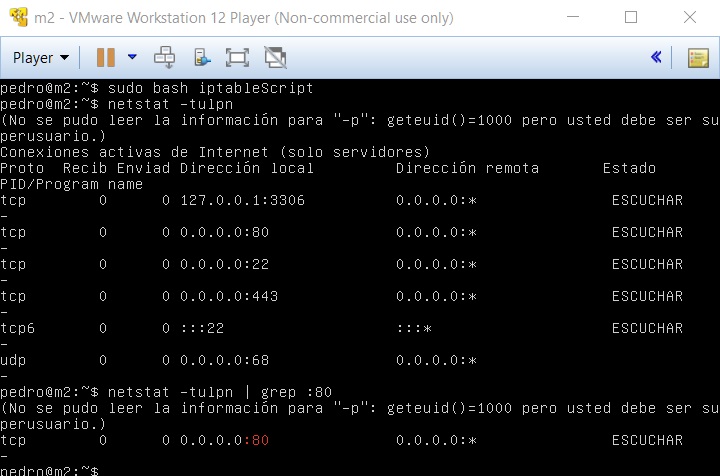 m2 - VMware Workstation 12 Player (Non-commercial use only)
Player
pedro@m2:~$ sudo bash iptableScript
pedro@m2:~$ netstat -tulpn
(No se pudo leer la información para "-p": geteuid()=1000 pero usted debe ser su
perusuario.)
Conexiones activas de Internet (solo servidores)
Proto  Recib Enviad Dirección local         Dirección remota       Estado
PID/Program name
tcp        0      0 127.0.0.1:3306          0.0.0.0:*               ESCUCHAR
-
tcp        0      0 0.0.0.0:80              0.0.0.0:*               ESCUCHAR
-
tcp        0      0 0.0.0.0:22              0.0.0.0:*               ESCUCHAR
-
tcp        0      0 0.0.0.0:443             0.0.0.0:*               ESCUCHAR
-
tcp6       0      0 :::22                   :::*                    ESCUCHAR
-
udp        0      0 0.0.0.0:68              0.0.0.0:*
-
pedro@m2:~$ netstat -tulpn | grep :80
(No se pudo leer la información para "-p": geteuid()=1000 pero usted debe ser su
perusuario.)
tcp        0      0 0.0.0.0:80              0.0.0.0:*               ESCUCHAR
-
pedro@m2:~$